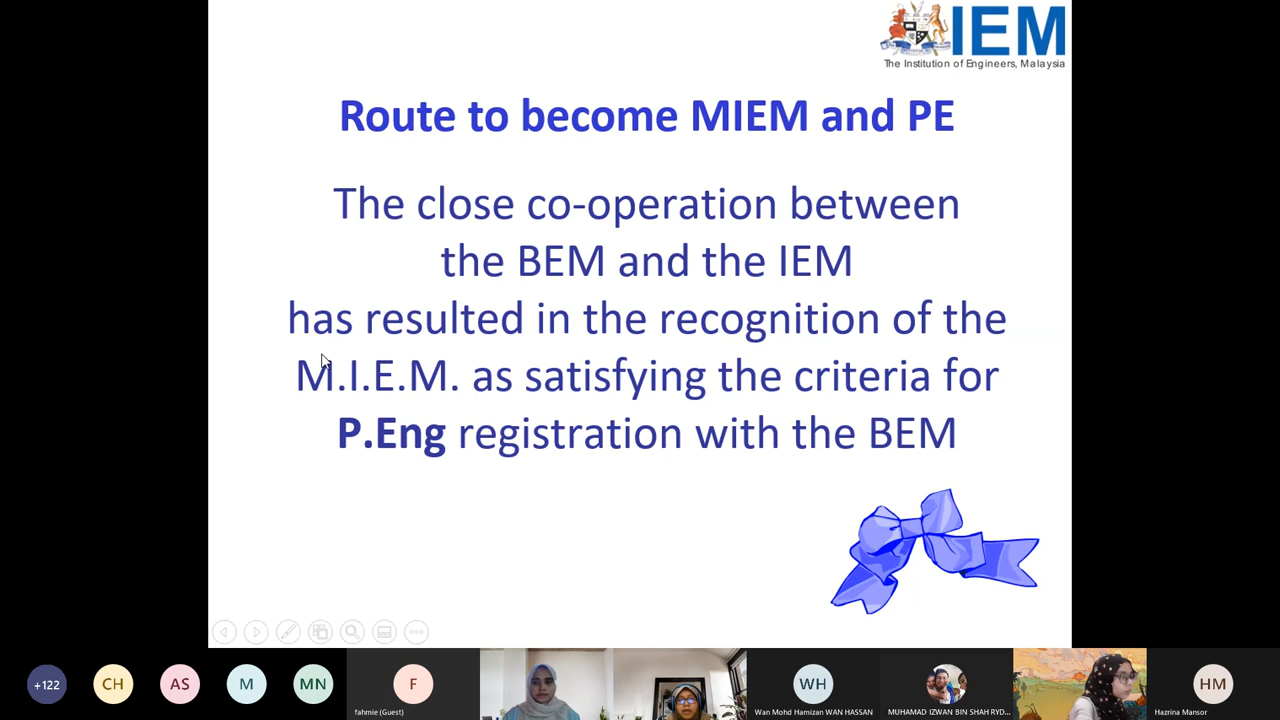 IEM
The Institution of Engineers, Malaysia
Route to become MIEM and PE
The close co-operation between
the BEM and the IEM
has resulted in the recognition of the
M.I.E.M. as satisfying the criteria for
P.Eng registration with the BEM
+122
CH
AS
M
MN
F
fahmie (Guest)
WH
Wan Mohd Hamizan WAN HASSAN
MUHAMAD IZWAN BIN SHAH RYD...
HM
Hazrina Mansor